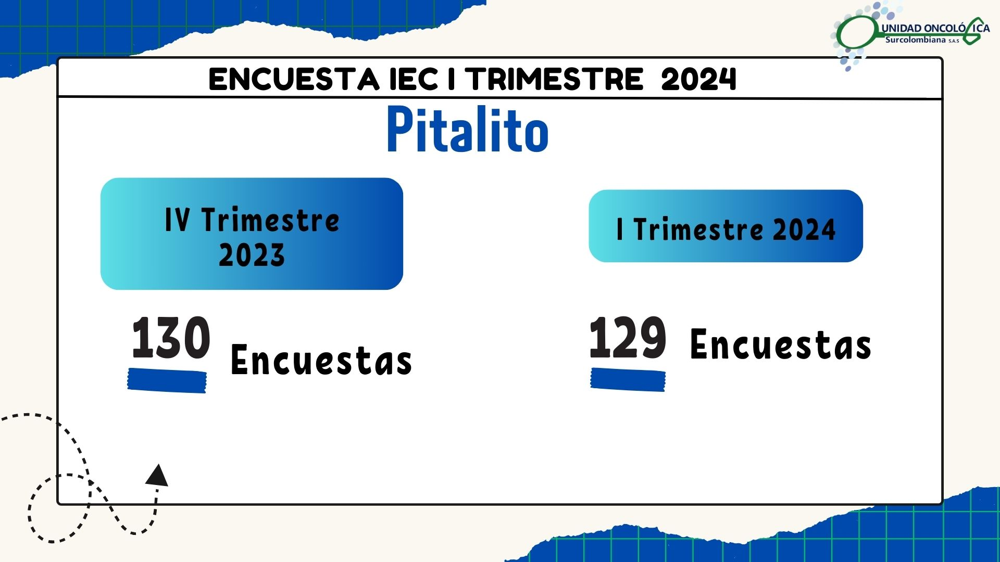 UNIDAD ONCOLÓGICA
Surcolombiana S.A.S
ENCUESTA IEC I TRIMESTRE 2024
Pitalito
IV Trimestre
2023
I Trimestre 2024
130 Encuestas
129 Encuestas